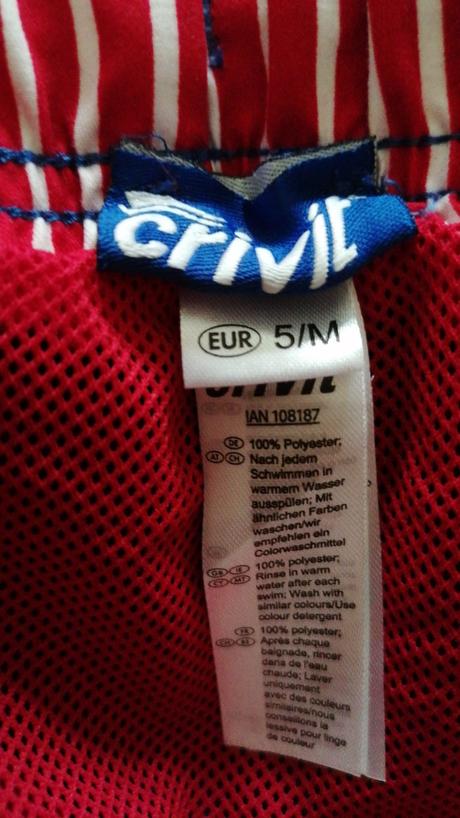 crivit
EUR 5/M
crivit
IAN 108187
DE 100% Polyester;
AT CH Nach jedem
Schwimmen in
warmem Wasser
ausspülen; Mit
ähnlichen Farben
waschen/wir
empfehlen ein
Colorwaschmittel
100% polyester;
GB IE Rinse in warm
CY MT water after each
swim; Wash with
similar colours/Use
colour detergent
FR 100% polyester;
CH BE Après chaque
baignade, rincer
dans de l'eau
chaude; Laver
uniquement
avec des couleurs
similaires/nous
conseillons la
lessive pour linge
de couleur